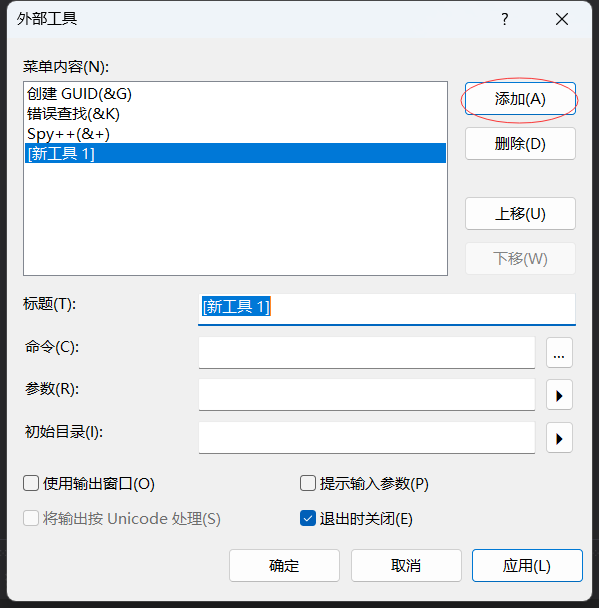 外部工具
?
菜单内容(N):
创建 GUID(&G)
错误查找(&K)
Spy++(&+)
[新工具 1]
添加(A)
删除(D)
上移(U)
下移(W)
标题(T):
[新工具 1]
命令(C):
...
参数(R):
初始目录(I):
使用输出窗口(O)
提示输入参数(P)
将输出按 Unicode 处理(S)
退出时关闭(E)
确定
取消
应用(L)